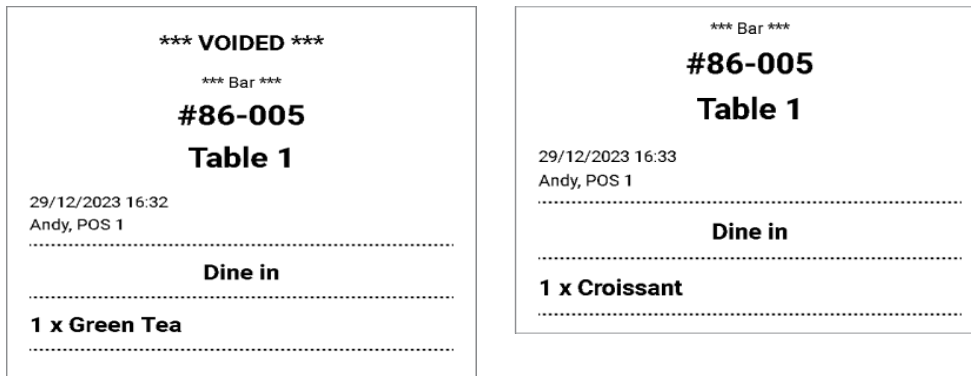 *** VOIDED ***
*** Bar ***
#86-005
Table 1
29/12/2023 16:32
Andy, POS 1
Dine in
1 x Green Tea
*** Bar ***
#86-005
Table 1
29/12/2023 16:33
Andy, POS 1
Dine in
1 x Croissant